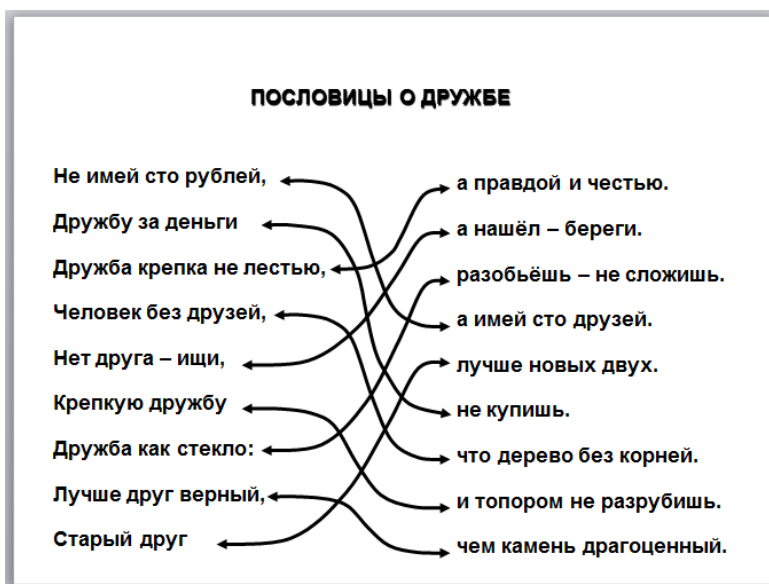 ПОСЛОВИЦЫ О ДРУЖБЕ
Не имей сто рублей,
Дружбу за деньги
Дружба крепка не лестью,
Человек без друзей,
Нет друга – ищи,
Крепкую дружбу
Дружба как стекло:
Лучше друг верный,
Старый друг
а правдой и честью.
а нашёл – береги.
разобьёшь – не сложишь.
а имей сто друзей.
лучше новых двух.
не купишь.
что дерево без корней.
и топором не разрубишь.
чем камень драгоценный.